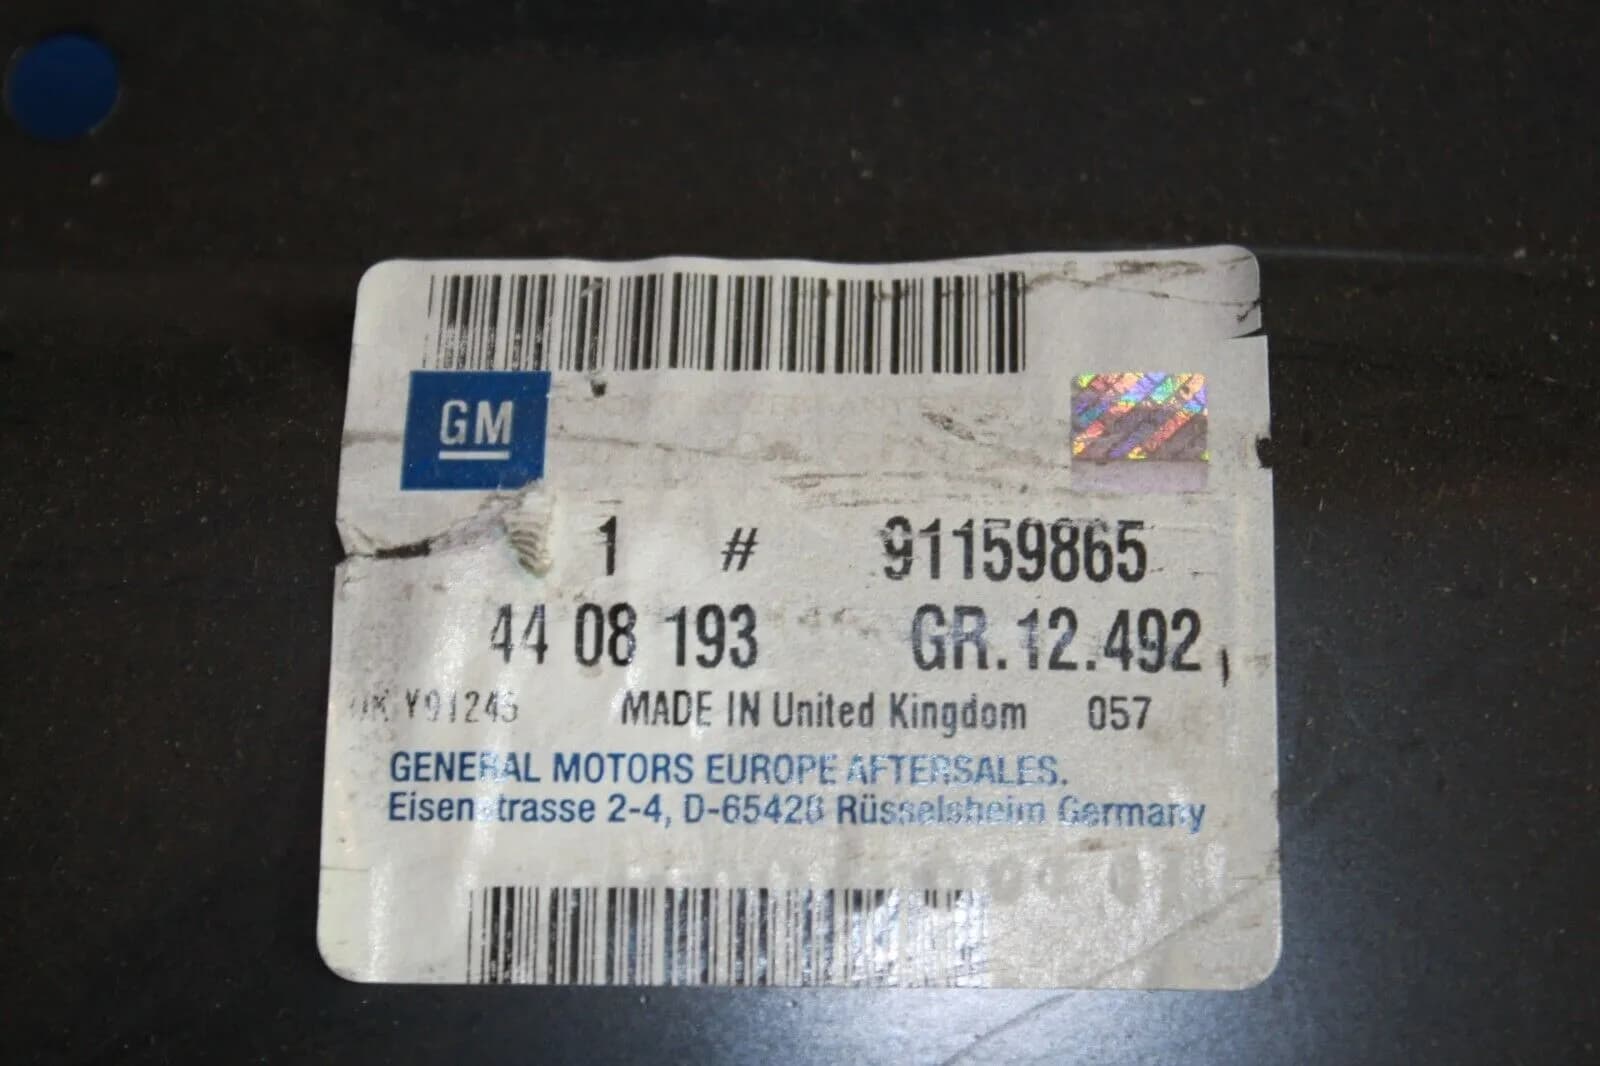 GM
1 # 91159865
44 08 193 GR.12.492
MADE IN United Kingdom 057
GENERAL MOTORS EUROPE AFTERSALES.
Eisenstrasse 2-4, D-65428 Rüsselsheim Germany